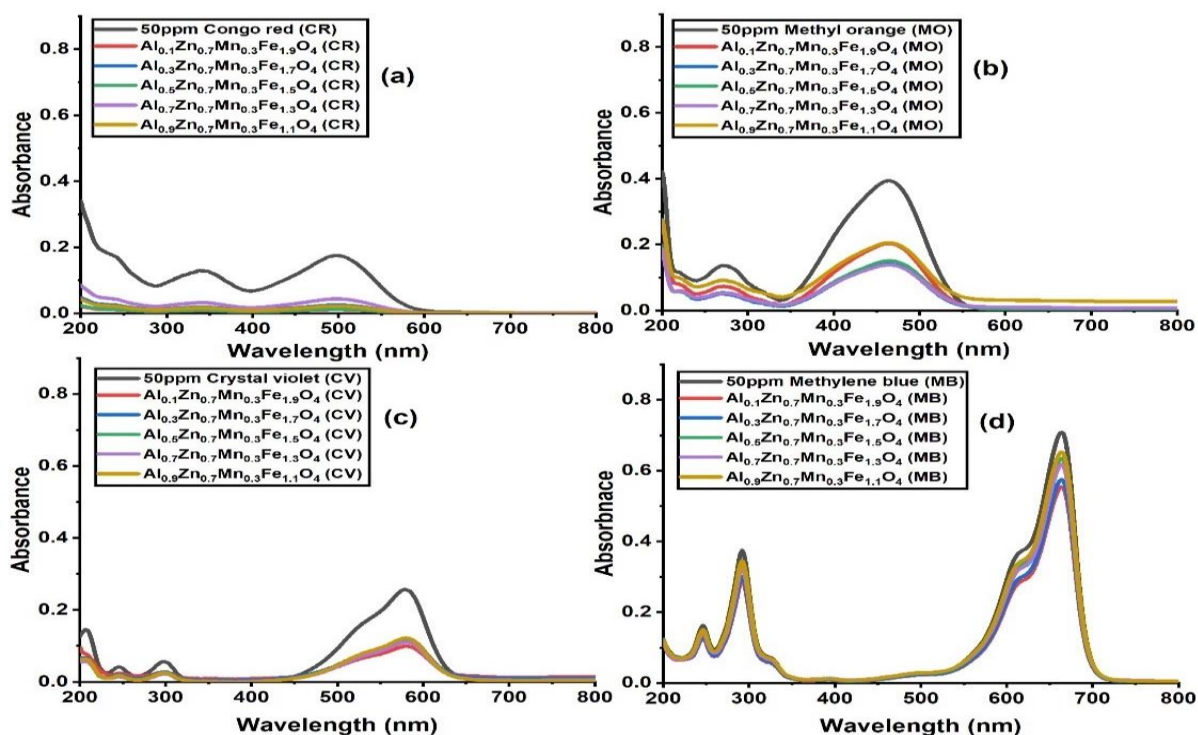 50ppm Congo red (CR)
Al0.1Zn0.7Mn0.3Fe1.9O4 (CR)
Al0.3Zn0.7Mn0.3Fe1.7O4 (CR)
Al0.5Zn0.7Mn0.3Fe1.5O4 (CR)
Al0.7Zn0.7Mn0.3Fe1.3O4 (CR)
Al0.9Zn0.7Mn0.3Fe1.1O4 (CR)
(a)
0.8
0.6
0.4
0.2
0.0
Absorbance
200 300 400 500 600 700 800
Wavelength (nm)
50ppm Methyl orange (MO)
Al0.1Zn0.7Mn0.3Fe1.9O4 (MO)
Al0.3Zn0.7Mn0.3Fe1.7O4 (MO)
Al0.5Zn0.7Mn0.3Fe1.5O4 (MO)
Al0.7Zn0.7Mn0.3Fe1.3O4 (MO)
Al0.9Zn0.7Mn0.3Fe1.1O4 (MO)
(b)
0.8
0.6
0.4
0.2
0.0
Absorbance
200 300 400 500 600 700 800
Wavelength (nm)
50ppm Crystal violet (CV)
Al0.1Zn0.7Mn0.3Fe1.9O4 (CV)
Al0.3Zn0.7Mn0.3Fe1.7O4 (CV)
Al0.5Zn0.7Mn0.3Fe1.5O4 (CV)
Al0.7Zn0.7Mn0.3Fe1.3O4 (CV)
Al0.9Zn0.7Mn0.3Fe1.1O4 (CV)
(c)
0.8
0.6
0.4
0.2
0.0
Absorbance
200 300 400 500 600 700 800
Wavelength (nm)
50ppm Methylene blue (MB)
Al0.1Zn0.7Mn0.3Fe1.9O4 (MB)
Al0.3Zn0.7Mn0.3Fe1.7O4 (MB)
Al0.5Zn0.7Mn0.3Fe1.5O4 (MB)
Al0.7Zn0.7Mn0.3Fe1.3O4 (MB)
Al0.9Zn0.7Mn0.3Fe1.1O4 (MB)
(d)
0.8
0.6
0.4
0.2
0.0
Absorbnace
200 300 400 500 600 700 800
Wavelength (nm)